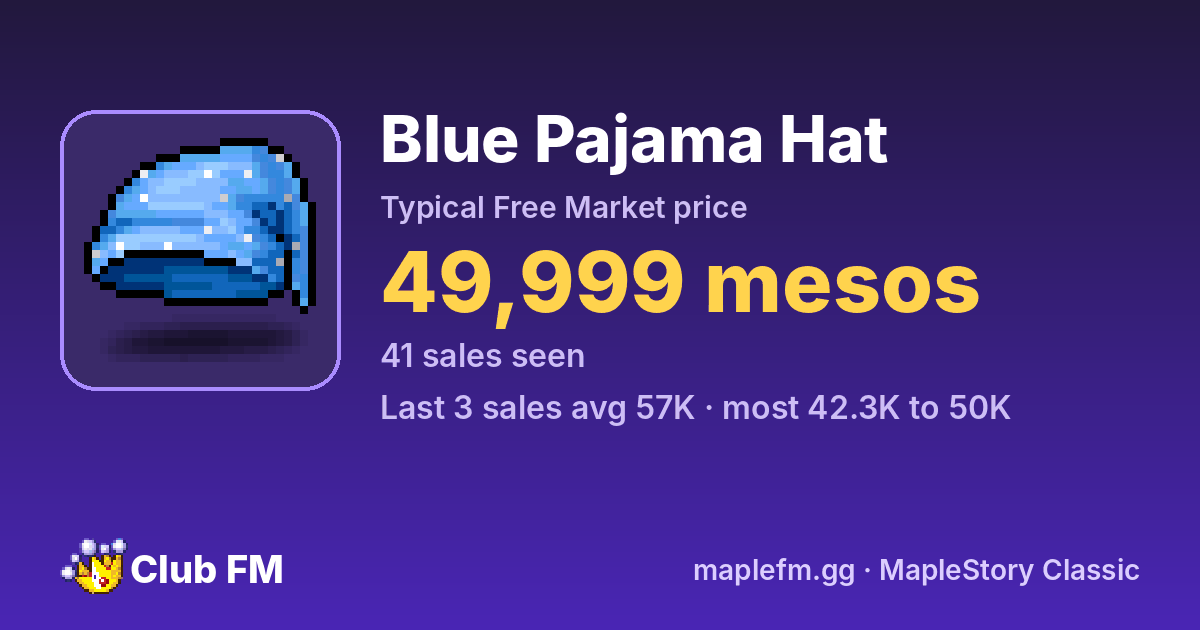 Blue Pajama Hat
Typical Free Market price
49,999 mesos
41 sales seen
Last 3 sales avg 57K · most 42.3K to 50K
Club FM
maplefm.gg · MapleStory Classic